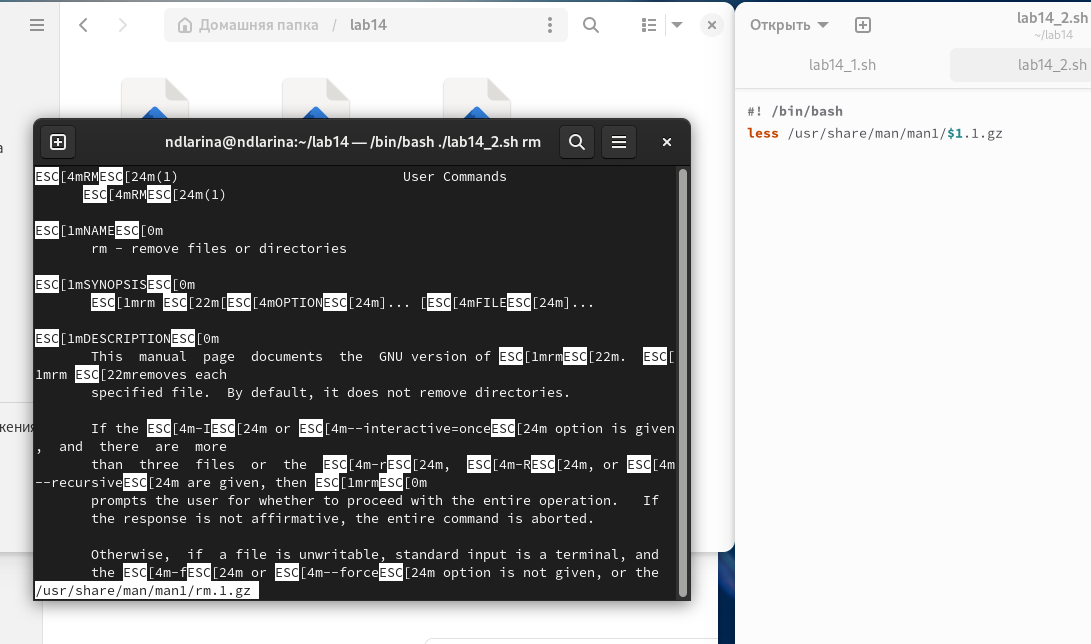 Домашняя папка / lab14
ndlarina@ndlarina:~/lab14 — /bin/bash ./lab14_2.sh rm
ESC[4mRMESC[24m(1) User Commands
ESC[4mRMESC[24m(1)
ESC[1mNAMEESC[0m
rm - remove files or directories
ESC[1mSYNOPSISESC[0m
ESC[1mrm ESC[22m[ESC[4mOPTIONESC[24m]... [ESC[4mFILEESC[24m]...
ESC[1mDESCRIPTIONESC[0m
This manual page documents the GNU version of ESC[1mrmESC[22m. ESC[
1mrm ESC[22mremoves each
specified file. By default, it does not remove directories.
If the ESC[4m-IESC[24m or ESC[4m--interactive=onceESC[24m option is given
, and there are more
than three files or the ESC[4m-rESC[24m, ESC[4m-RESC[24m, or ESC[4m
--recursiveESC[24m are given, then ESC[1mrmESC[0m
prompts the user for whether to proceed with the entire operation. If
the response is not affirmative, the entire command is aborted.
Otherwise, if a file is unwritable, standard input is a terminal, and
the ESC[4m-fESC[24m or ESC[4m--forceESC[24m option is not given, or the
/usr/share/man/man1/rm.1.gz
Открыть
lab14_2.sh
~/lab14
lab14_1.sh
lab14_2.sh
#! /bin/bash
less /usr/share/man/man1/$1.1.gz